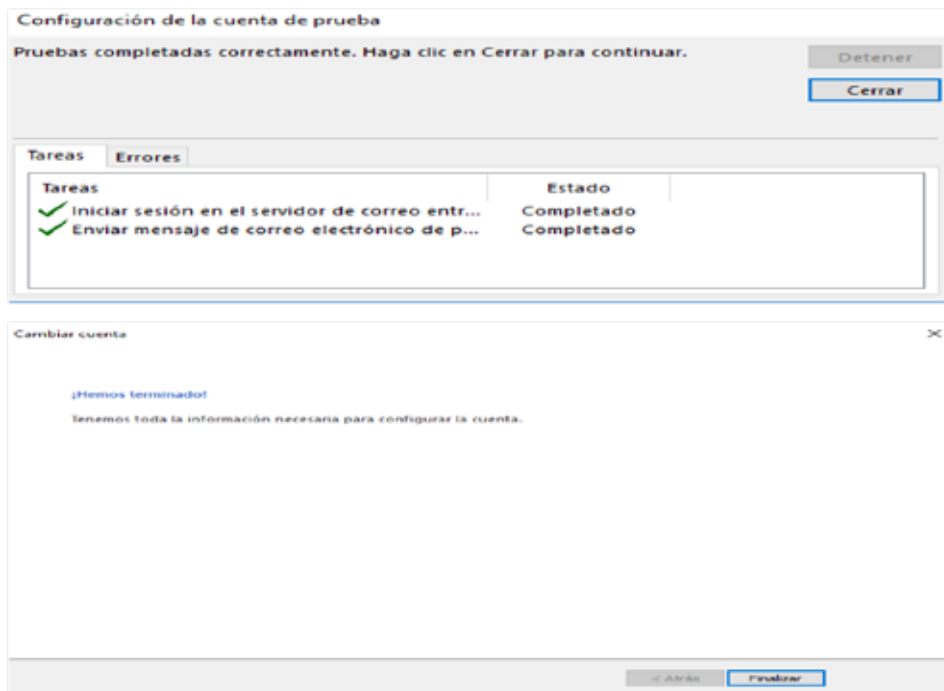 Configuración de la cuenta de prueba
Pruebas completadas correctamente. Haga clic en Cerrar para continuar.
Detener
Cerrar
Tareas Errores
Tareas Estado
Iniciar sesión en el servidor de correo entr... Completado
Enviar mensaje de correo electrónico de p... Completado
Cambiar cuenta
¡Hemos terminado!
Tenemos toda la información necesaria para configurar la cuenta.
< Atrás Finalizar